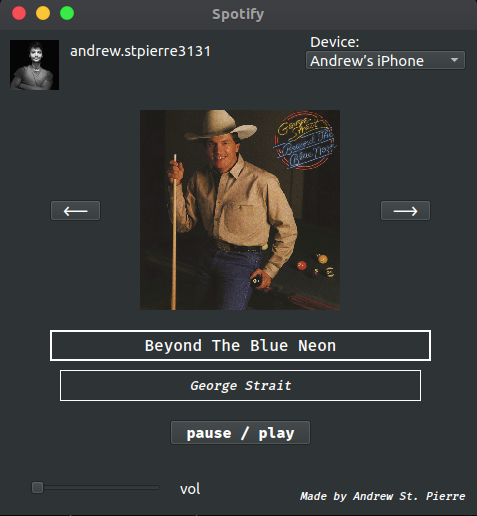 Spotify
andrew.stpierre3131
Device:
Andrew's iPhone
George Strait
Beyond The
Blue Neon
←
→
Beyond The Blue Neon
George Strait
pause / play
vol
Made by Andrew St. Pierre